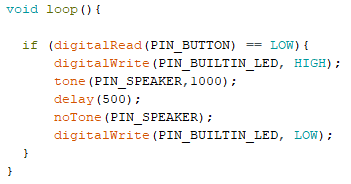 void loop(){
if (digitalRead(PIN_BUTTON) == LOW){
digitalWrite(PIN_BUILTIN_LED, HIGH);
tone(PIN_SPEAKER,1000);
delay(500);
noTone(PIN_SPEAKER);
digitalWrite(PIN_BUILTIN_LED, LOW);
}
}